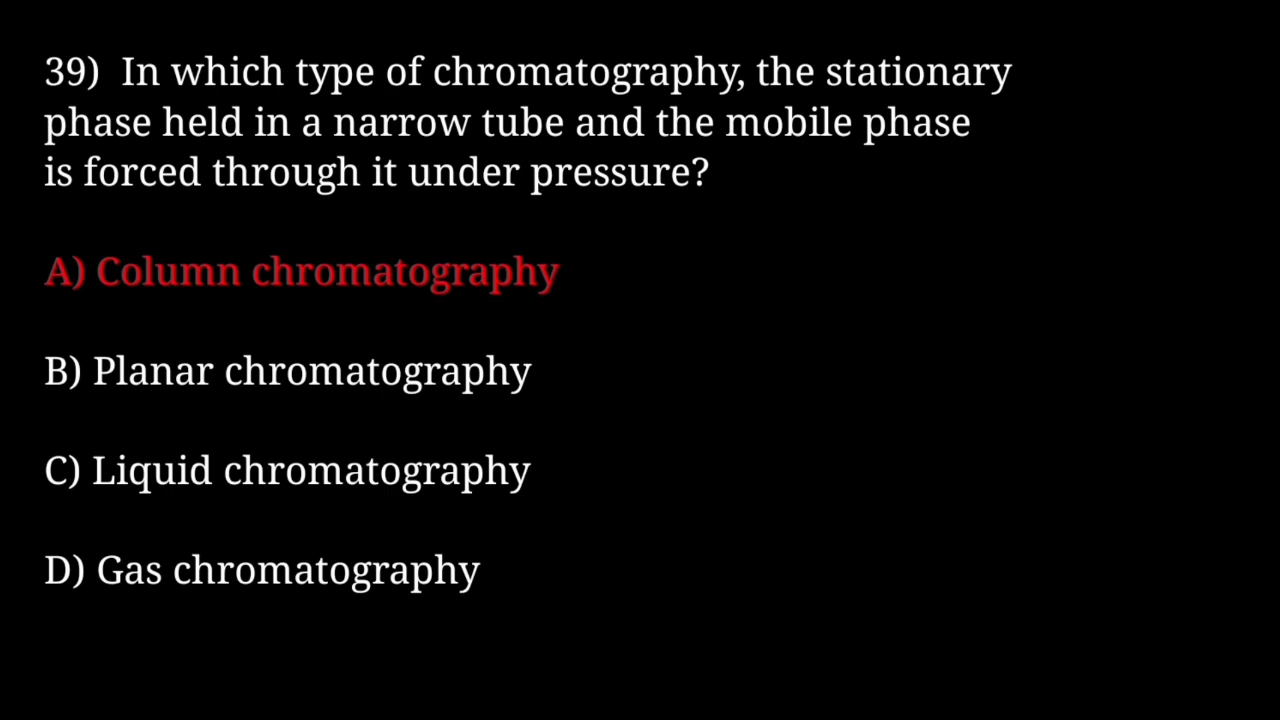 39)  In which type of chromatography, the stationary
phase held in a narrow tube and the mobile phase
is forced through it under pressure?
A) Column chromatography
B) Planar chromatography
C) Liquid chromatography
D) Gas chromatography